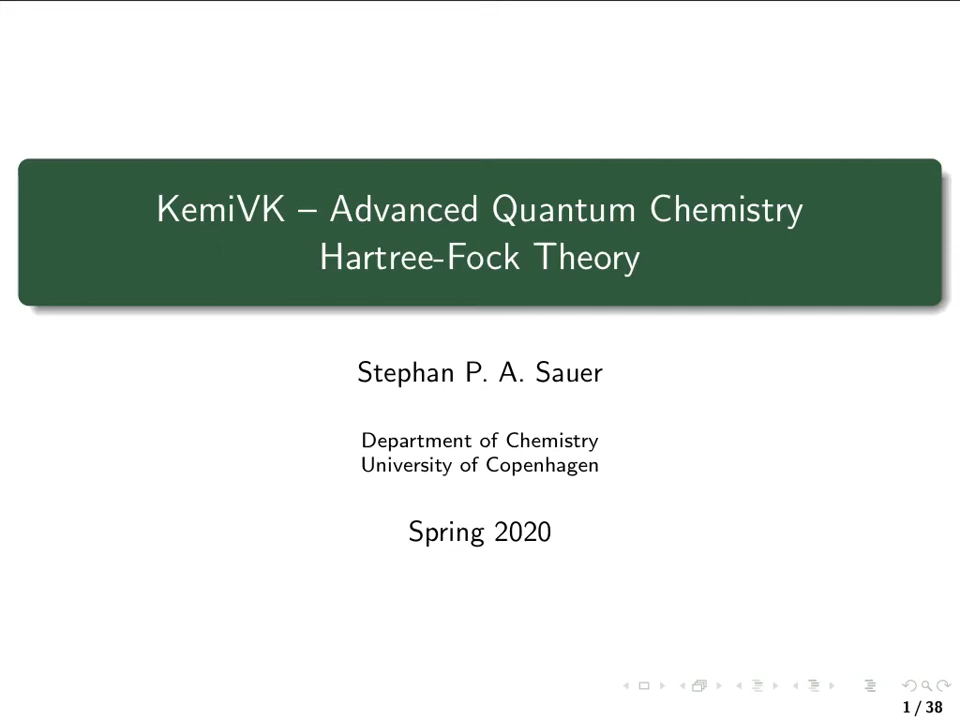 KemiVK – Advanced Quantum Chemistry
Hartree-Fock Theory
Stephan P. A. Sauer
Department of Chemistry
University of Copenhagen
Spring 2020
1 / 38